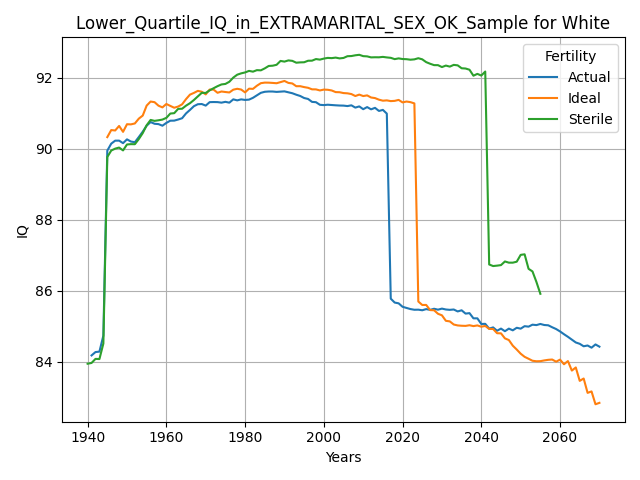 Lower_Quartile_IQ_in_EXTRAMARITAL_SEX_OK_Sample for White
Fertility
Actual
Ideal
Sterile
IQ
92
90
88
86
84
1940 1960 1980 2000 2020 2040 2060
Years